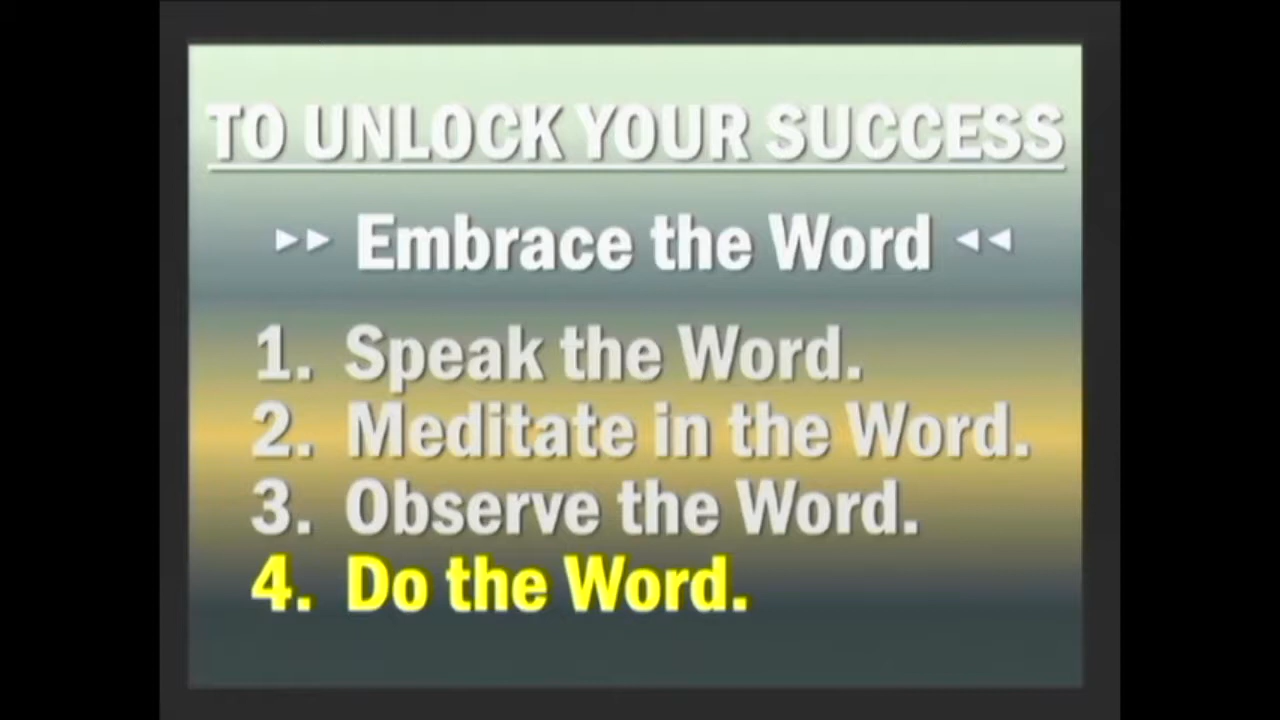 TO UNLOCK YOUR SUCCESS
Embrace the Word
1. Speak the Word.
2. Meditate in the Word.
3. Observe the Word.
4. Do the Word.